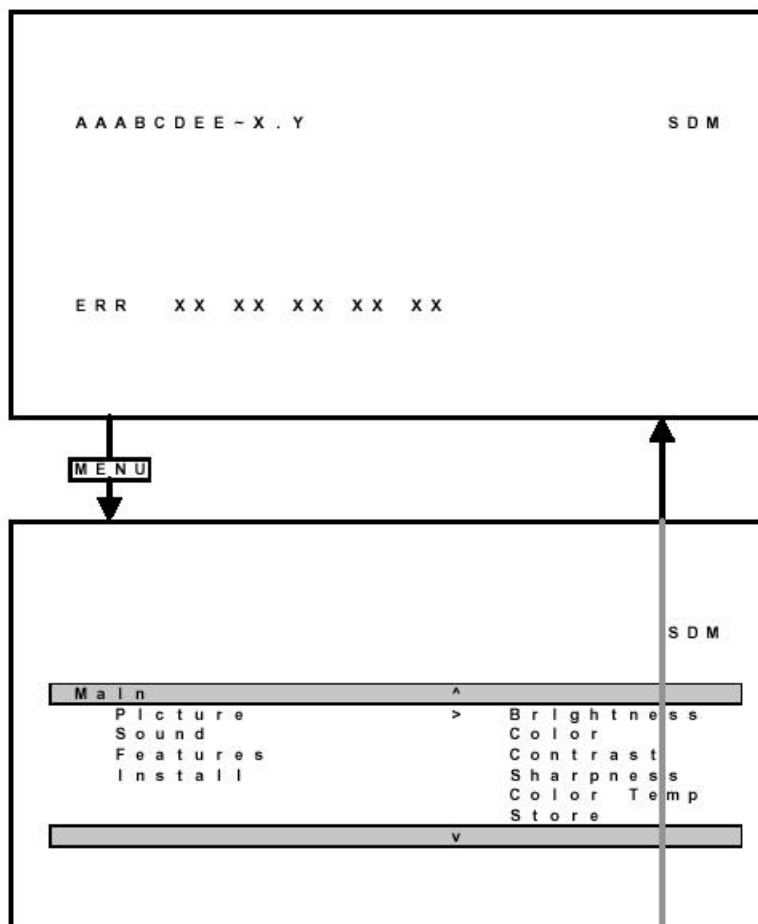 AAABCDEE~X.Y SDM
ERR XX XX XX XX XX
MENU
SDM
Main ^
Picture > Brightness
Sound Color
Features Contrast
Install Sharpness
Color Temp
Store
v